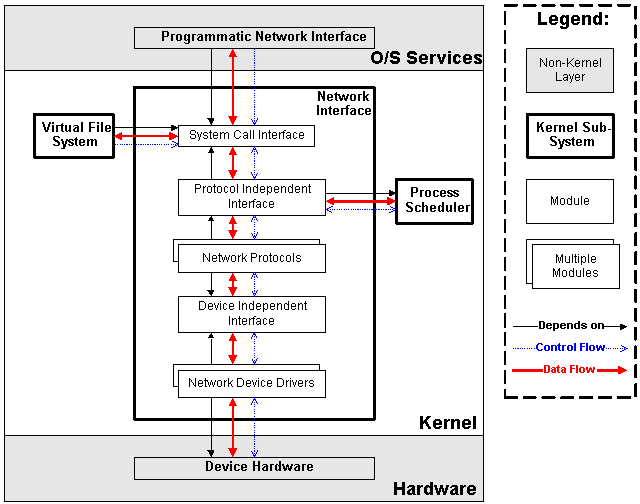 Programmatic Network Interface
O/S Services
Network
Interface
Virtual File
System
System Call Interface
Protocol Independent
Interface
Process
Scheduler
Network Protocols
Device Independent
Interface
Network Device Drivers
Kernel
Device Hardware
Hardware
Legend:
Non-Kernel
Layer
Kernel Sub-
System
Module
Multiple
Modules
Depends on
Control Flow
Data Flow